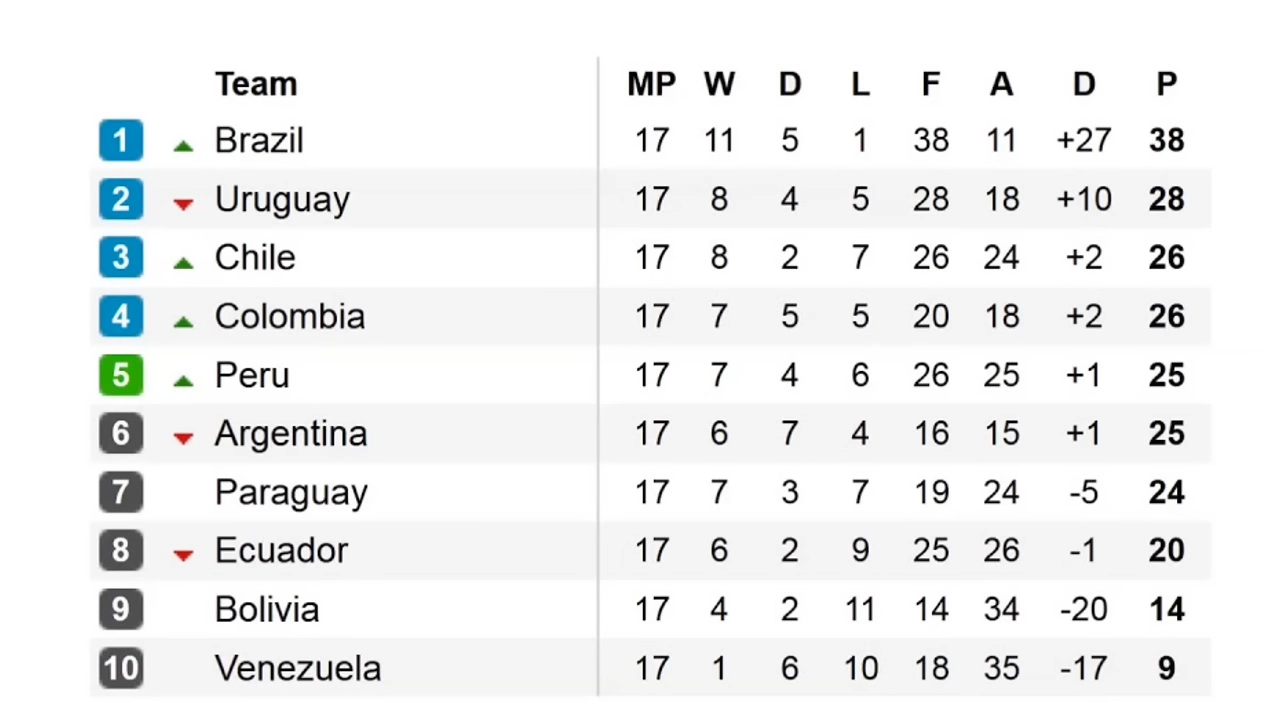 Team MP W D L F A D P
1 Brazil 17 11 5 1 38 11 +27 38
2 Uruguay 17 8 4 5 28 18 +10 28
3 Chile 17 8 2 7 26 24 +2 26
4 Colombia 17 7 5 5 20 18 +2 26
5 Peru 17 7 4 6 26 25 +1 25
6 Argentina 17 6 7 4 16 15 +1 25
7 Paraguay 17 7 3 7 19 24 -5 24
8 Ecuador 17 6 2 9 25 26 -1 20
9 Bolivia 17 4 2 11 14 34 -20 14
10 Venezuela 17 1 6 10 18 35 -17 9